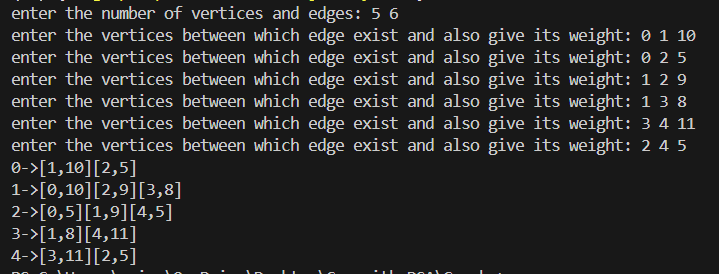 enter the number of vertices and edges: 5 6
enter the vertices between which edge exist and also give its weight: 0 1 10
enter the vertices between which edge exist and also give its weight: 0 2 5
enter the vertices between which edge exist and also give its weight: 1 2 9
enter the vertices between which edge exist and also give its weight: 1 3 8
enter the vertices between which edge exist and also give its weight: 3 4 11
enter the vertices between which edge exist and also give its weight: 2 4 5
0->[1,10][2,5]
1->[0,10][2,9][3,8]
2->[0,5][1,9][4,5]
3->[1,8][4,11]
4->[3,11][2,5]